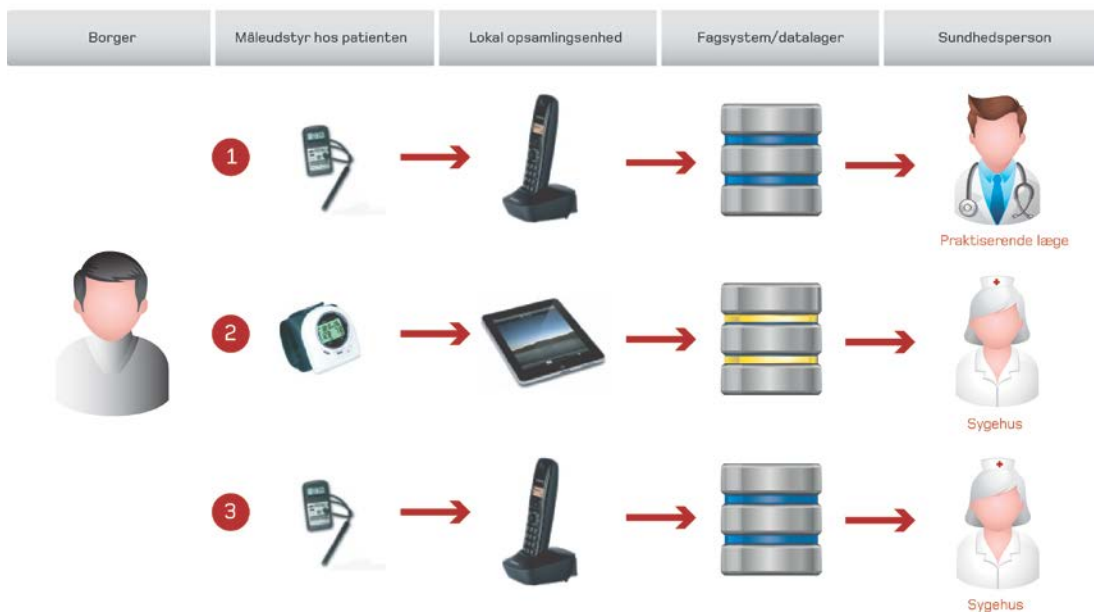 Borger
Måleudstyr hos patienten
Lokal opsamlingsenhed
Fagsystem/datalager
Sundhedsperson
1
Praktiserende læge
2
Sygehus
3
Sygehus